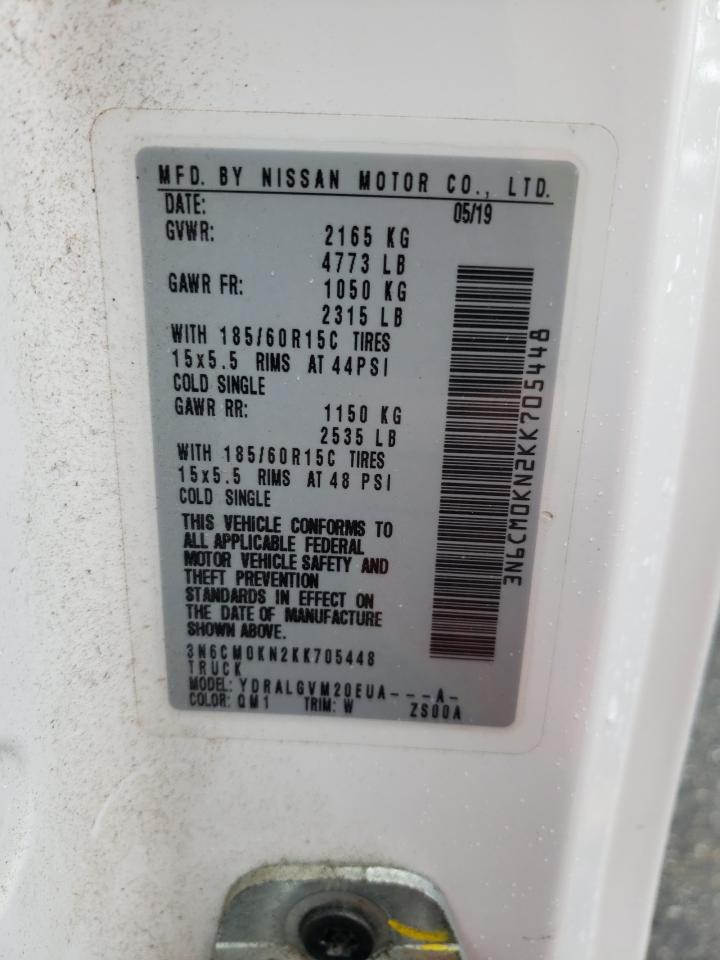 MFD. BY NISSAN MOTOR CO., LTD.
DATE: 05/19
GVWR: 2165 KG
4773 LB
GAWR FR: 1050 KG
2315 LB
WITH 185/60R15C TIRES
15x5.5 RIMS AT 44PSI
COLD SINGLE
GAWR RR: 1150 KG
2535 LB
WITH 185/60R15C TIRES
15x5.5 RIMS AT 48 PSI
COLD SINGLE
THIS VEHICLE CONFORMS TO
ALL APPLICABLE FEDERAL
MOTOR VEHICLE SAFETY AND
THEFT PREVENTION
STANDARDS IN EFFECT ON
THE DATE OF MANUFACTURE
SHOWN ABOVE.
3N6CM0KN2KK705448
TRUCK
MODEL: YDRALGVM20EUA---A-
COLOR: QM1 TRIM: W ZS00A
3N6CM0KN2KK705448